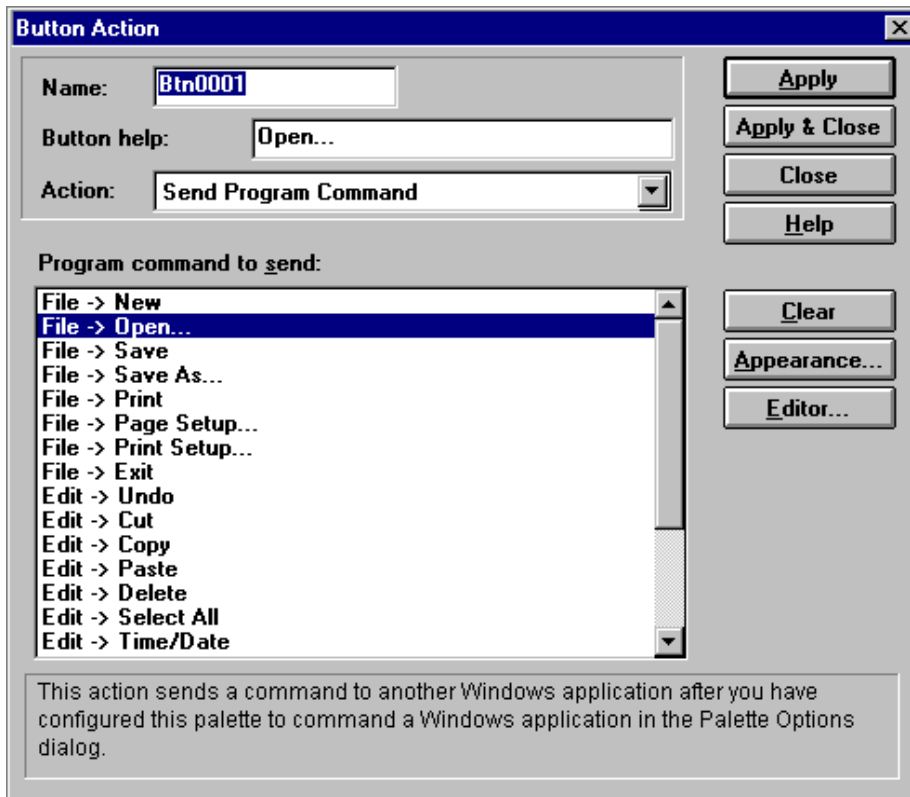 Button Action
Name: Btn0001
Button help: Open...
Action: Send Program Command
Apply
Apply & Close
Close
Help
Program command to send:
File -> New
File -> Open...
File -> Save
File -> Save As...
File -> Print
File -> Page Setup...
File -> Print Setup...
File -> Exit
Edit -> Undo
Edit -> Cut
Edit -> Copy
Edit -> Paste
Edit -> Delete
Edit -> Select All
Edit -> Time/Date
Clear
Appearance...
Editor...
This action sends a command to another Windows application after you have
configured this palette to command a Windows application in the Palette Options
dialog.